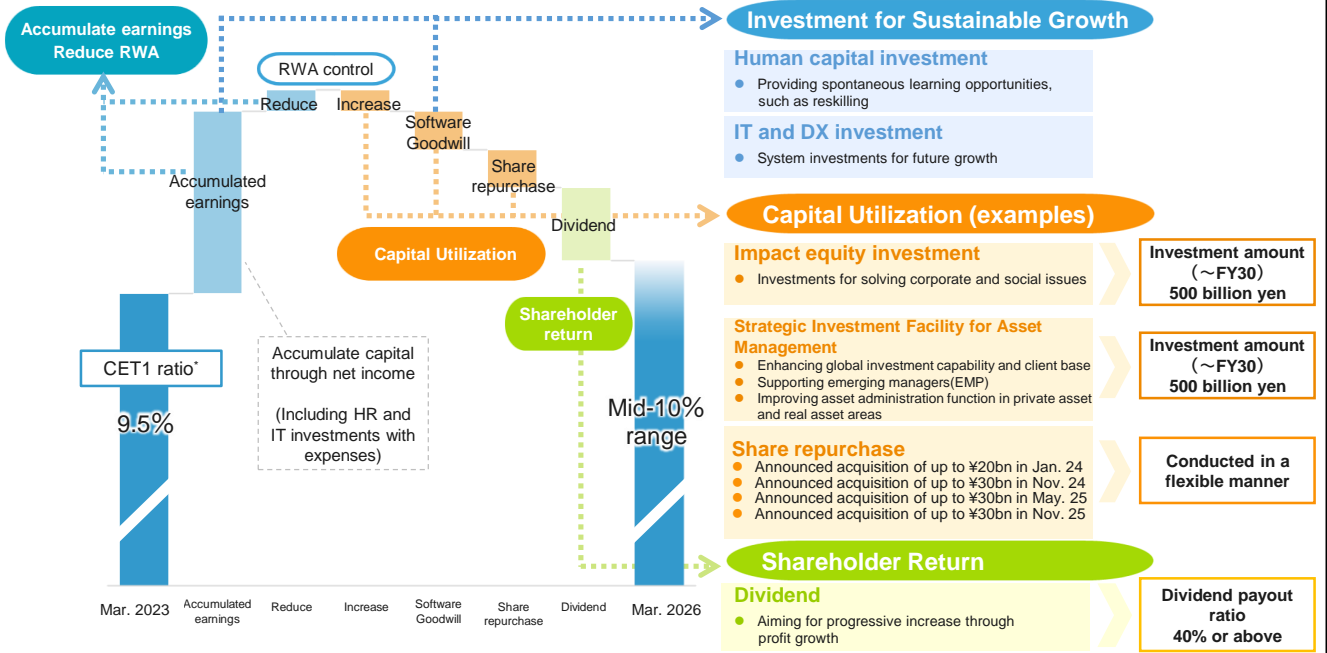 Accumulate earnings
Reduce RWA
RWA control
Reduce
Increase
Software
Goodwill
Share
repurchase
Accumulated
earnings
Dividend
Capital Utilization
Shareholder
return
CET1 ratio*
9.5%
Accumulate capital
through net income
(Including HR and
IT investments with
expenses)
Mid-10%
range
Mar. 2023
Accumulated
earnings
Reduce
Increase
Software
Goodwill
Share
repurchase
Dividend
Mar. 2026
Investment for Sustainable Growth
Human capital investment
● Providing spontaneous learning opportunities,
such as reskilling
IT and DX investment
● System investments for future growth
Capital Utilization (examples)
Impact equity investment
● Investments for solving corporate and social issues
Investment amount
(～FY30)
500 billion yen
Strategic Investment Facility for Asset
Management
● Enhancing global investment capability and client base
● Supporting emerging managers(EMP)
● Improving asset administration function in private asset
and real asset areas
Investment amount
(～FY30)
500 billion yen
Share repurchase
● Announced acquisition of up to ¥20bn in Jan. 24
● Announced acquisition of up to ¥30bn in Nov. 24
● Announced acquisition of up to ¥30bn in May. 25
● Announced acquisition of up to ¥30bn in Nov. 25
Conducted in a
flexible manner
Shareholder Return
Dividend
● Aiming for progressive increase through
profit growth
Dividend payout
ratio
40% or above